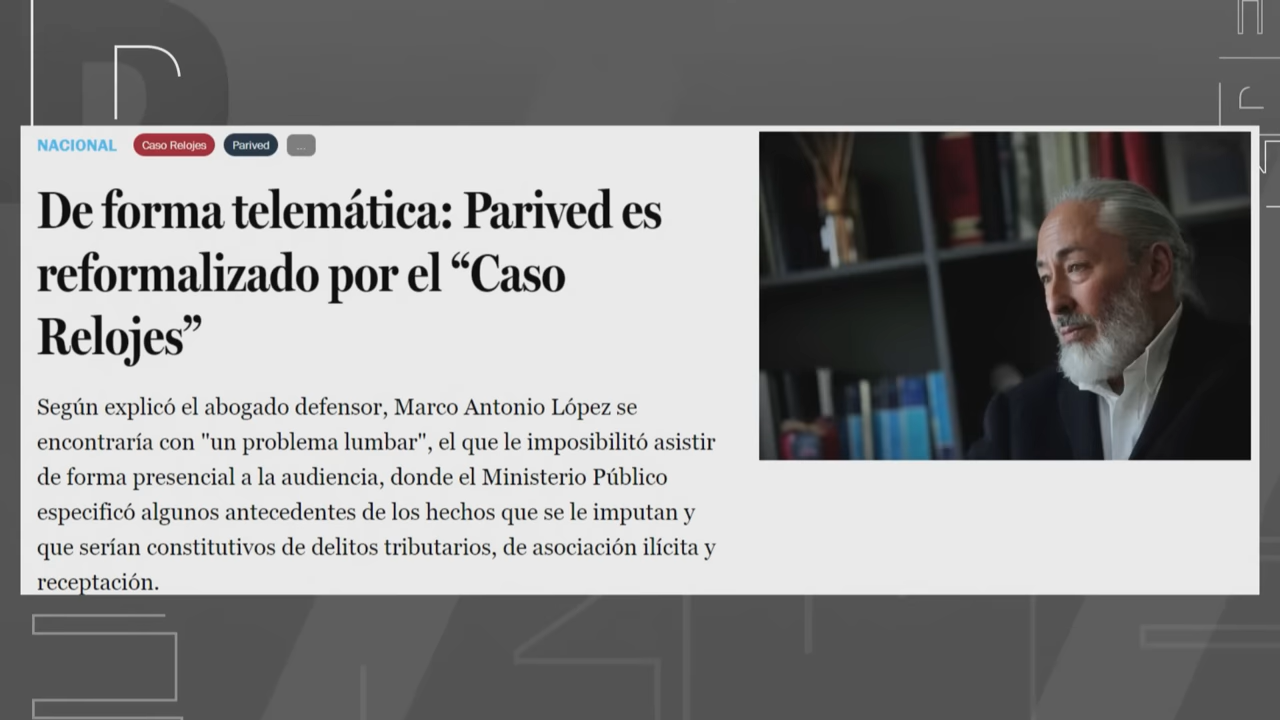 NACIONAL Caso Relojes Parived ...
De forma telemática: Parived es
reformalizado por el “Caso
Relojes”
Según explicó el abogado defensor, Marco Antonio López se
encontraría con "un problema lumbar", el que le imposibilitó asistir
de forma presencial a la audiencia, donde el Ministerio Público
especificó algunos antecedentes de los hechos que se le imputan y
que serían constitutivos de delitos tributarios, de asociación ilícita y
receptación.